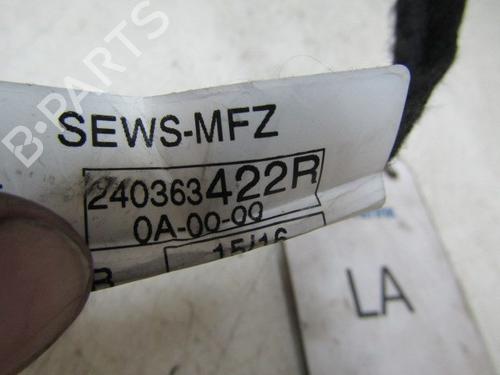 B-PARTS
SEWS-MFZ
240363422R
0A-00-00
15/16
B
LA